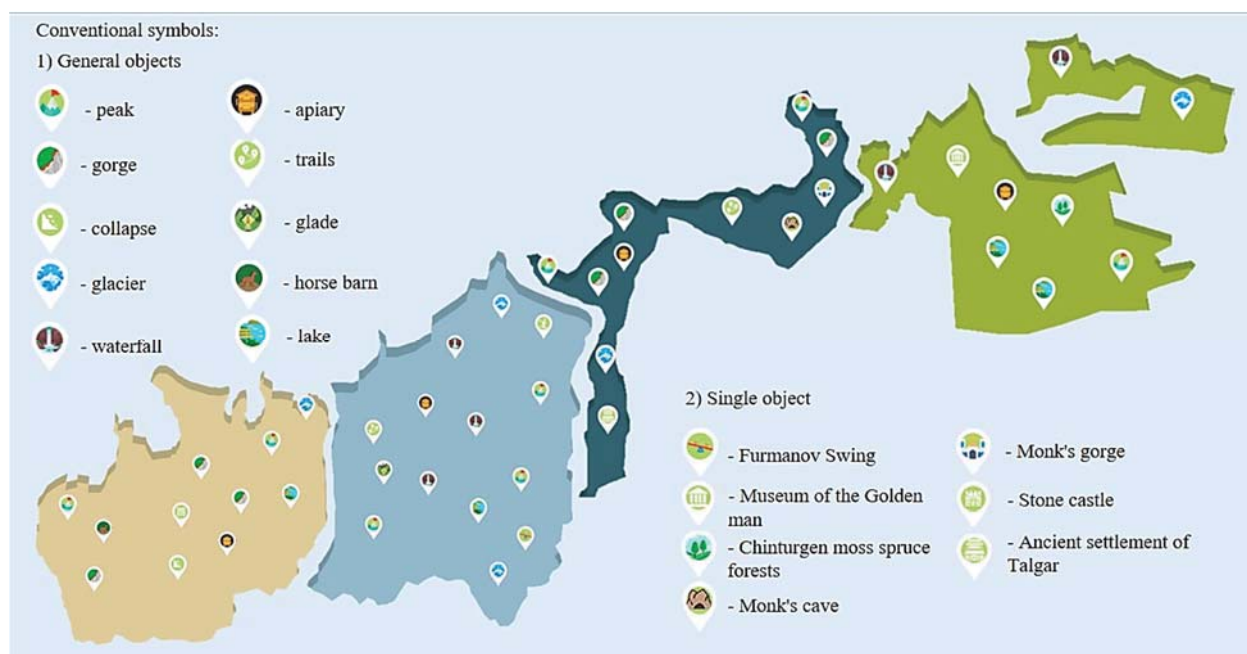 Conventional symbols:
1) General objects
- peak
- gorge
- collapse
- glacier
- waterfall
- apiary
- trails
- glade
- horse barn
- lake
2) Single object
- Furmanov Swing
- Museum of the Golden
man
- Chinturgen moss spruce
forests
- Monk's cave
- Monk's gorge
- Stone castle
- Ancient settlement of
Talgar